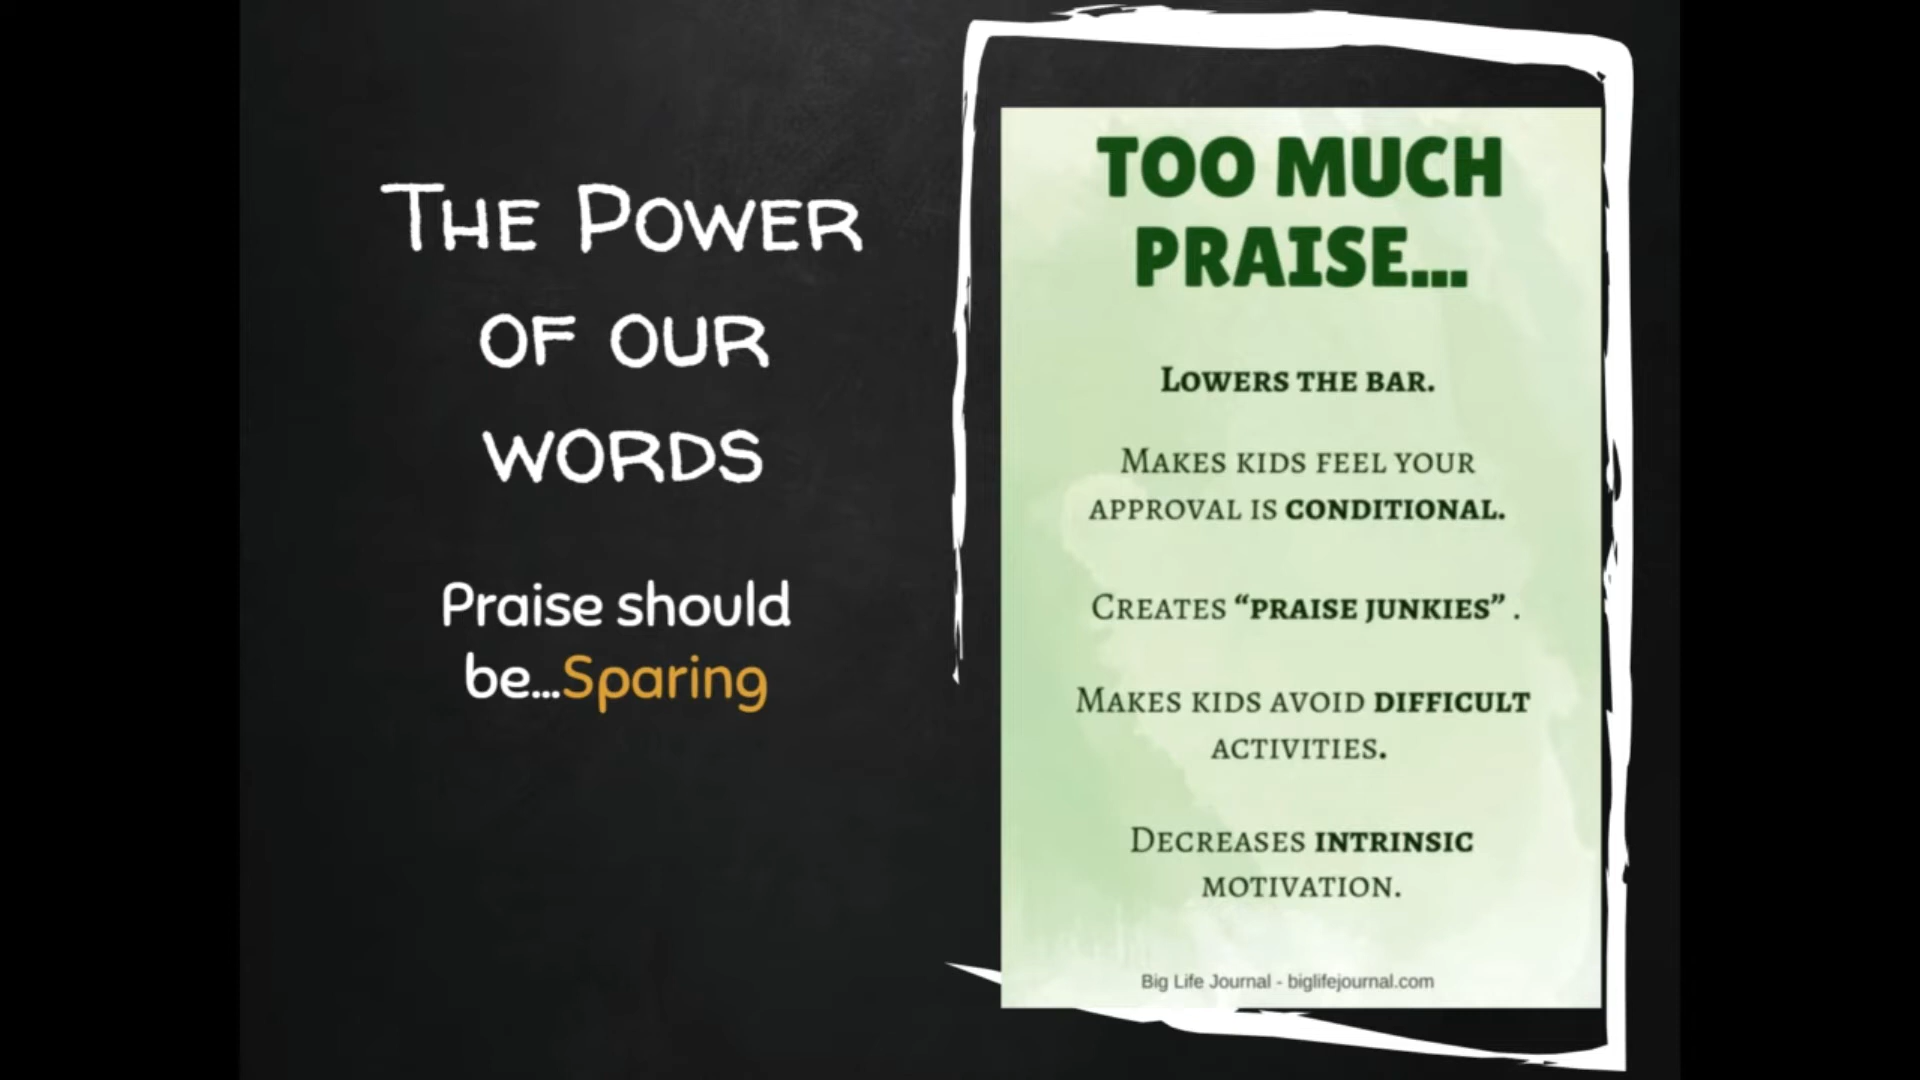 The Power
of our
words
Praise should
be...Sparing
TOO MUCH
PRAISE...
Lowers the bar.
Makes kids feel your
approval is conditional.
Creates “praise junkies” .
Makes kids avoid difficult
activities.
Decreases intrinsic
motivation.
Big Life Journal - biglifejournal.com